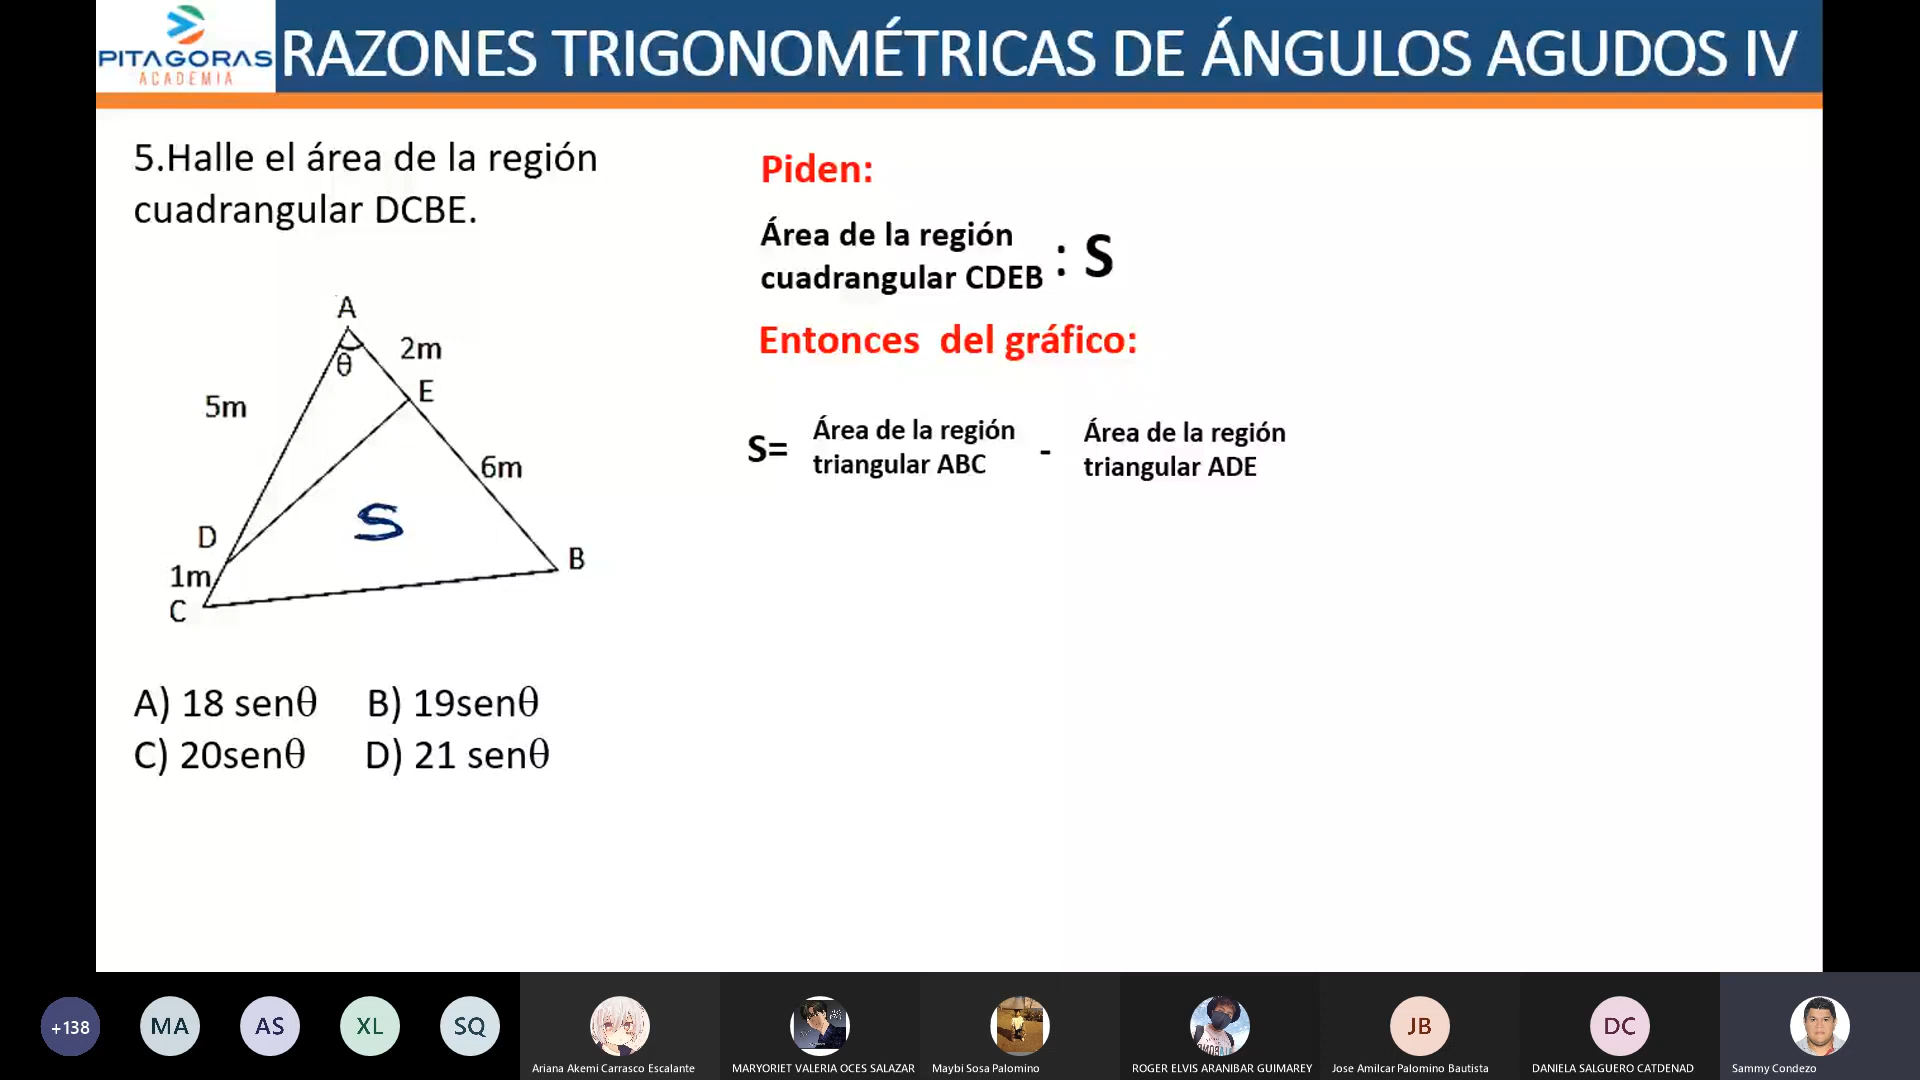 PITAGORAS
ACADEMIA
RAZONES TRIGONOMÉTRICAS DE ÁNGULOS AGUDOS IV
5.Halle el área de la región
cuadrangular DCBE.
A
θ
2m
E
5m
6m
S
D
1m
C
B
A) 18 senθ B) 19senθ
C) 20senθ D) 21 senθ
Piden:
Área de la región
cuadrangular CDEB : S
Entonces del gráfico:
S= Área de la región
triangular ABC
- Área de la región
triangular ADE
+138
MA
AS
XL
SQ
JB
DC
Ariana Akemi Carrasco Escalante
MARYORIET VALERIA OCES SALAZAR
Maybi Sosa Palomino
ROGER ELVIS ARANIBAR GUIMAREY
Jose Amilcar Palomino Bautista
DANIELA SALGUERO CATDENAD
Sammy Condezo